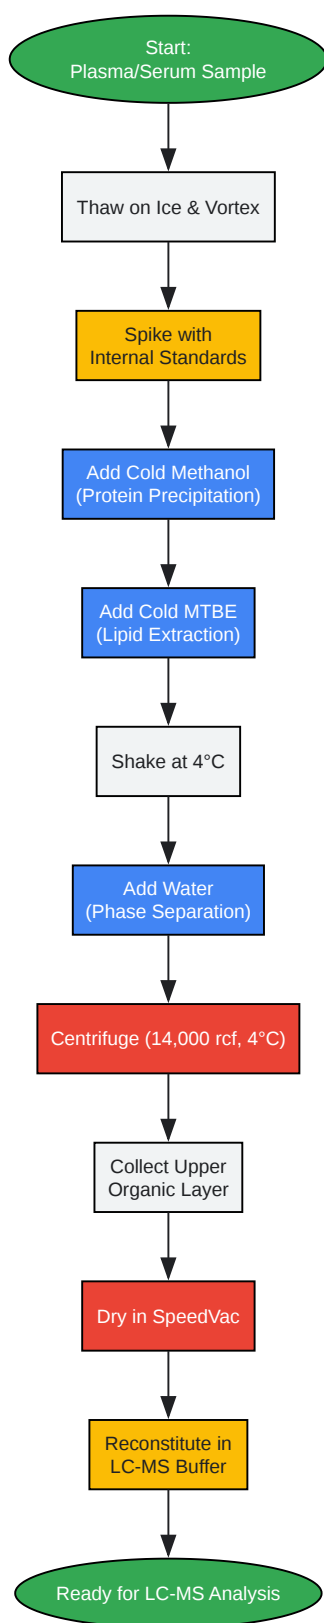 Start:
Plasma/Serum Sample
Thaw on Ice & Vortex
Spike with
Internal Standards
Add Cold Methanol
(Protein Precipitation)
Add Cold MTBE
(Lipid Extraction)
Shake at 4°C
Add Water
(Phase Separation)
Centrifuge (14,000 rcf, 4°C)
Collect Upper
Organic Layer
Dry in SpeedVac
Reconstitute in
LC-MS Buffer
Ready for LC-MS Analysis